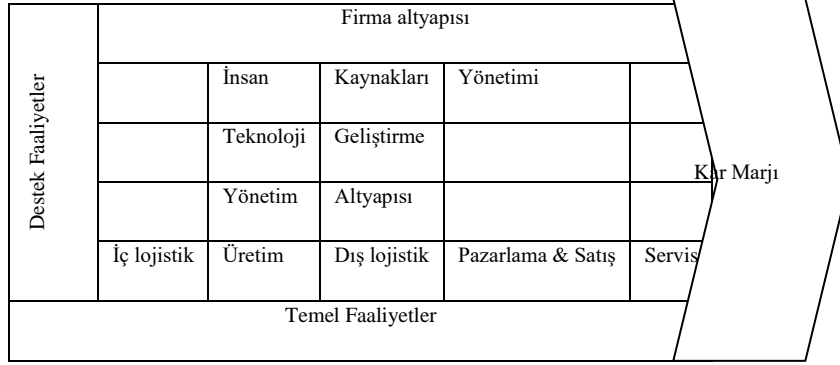 Firma altyapısı
Destek Faaliyetler
İnsan Kaynakları Yönetimi
Teknoloji Geliştirme
Kar Marjı
Yönetim Altyapısı
İç lojistik Üretim Dış lojistik Pazarlama & Satış Servis
Temel Faaliyetler